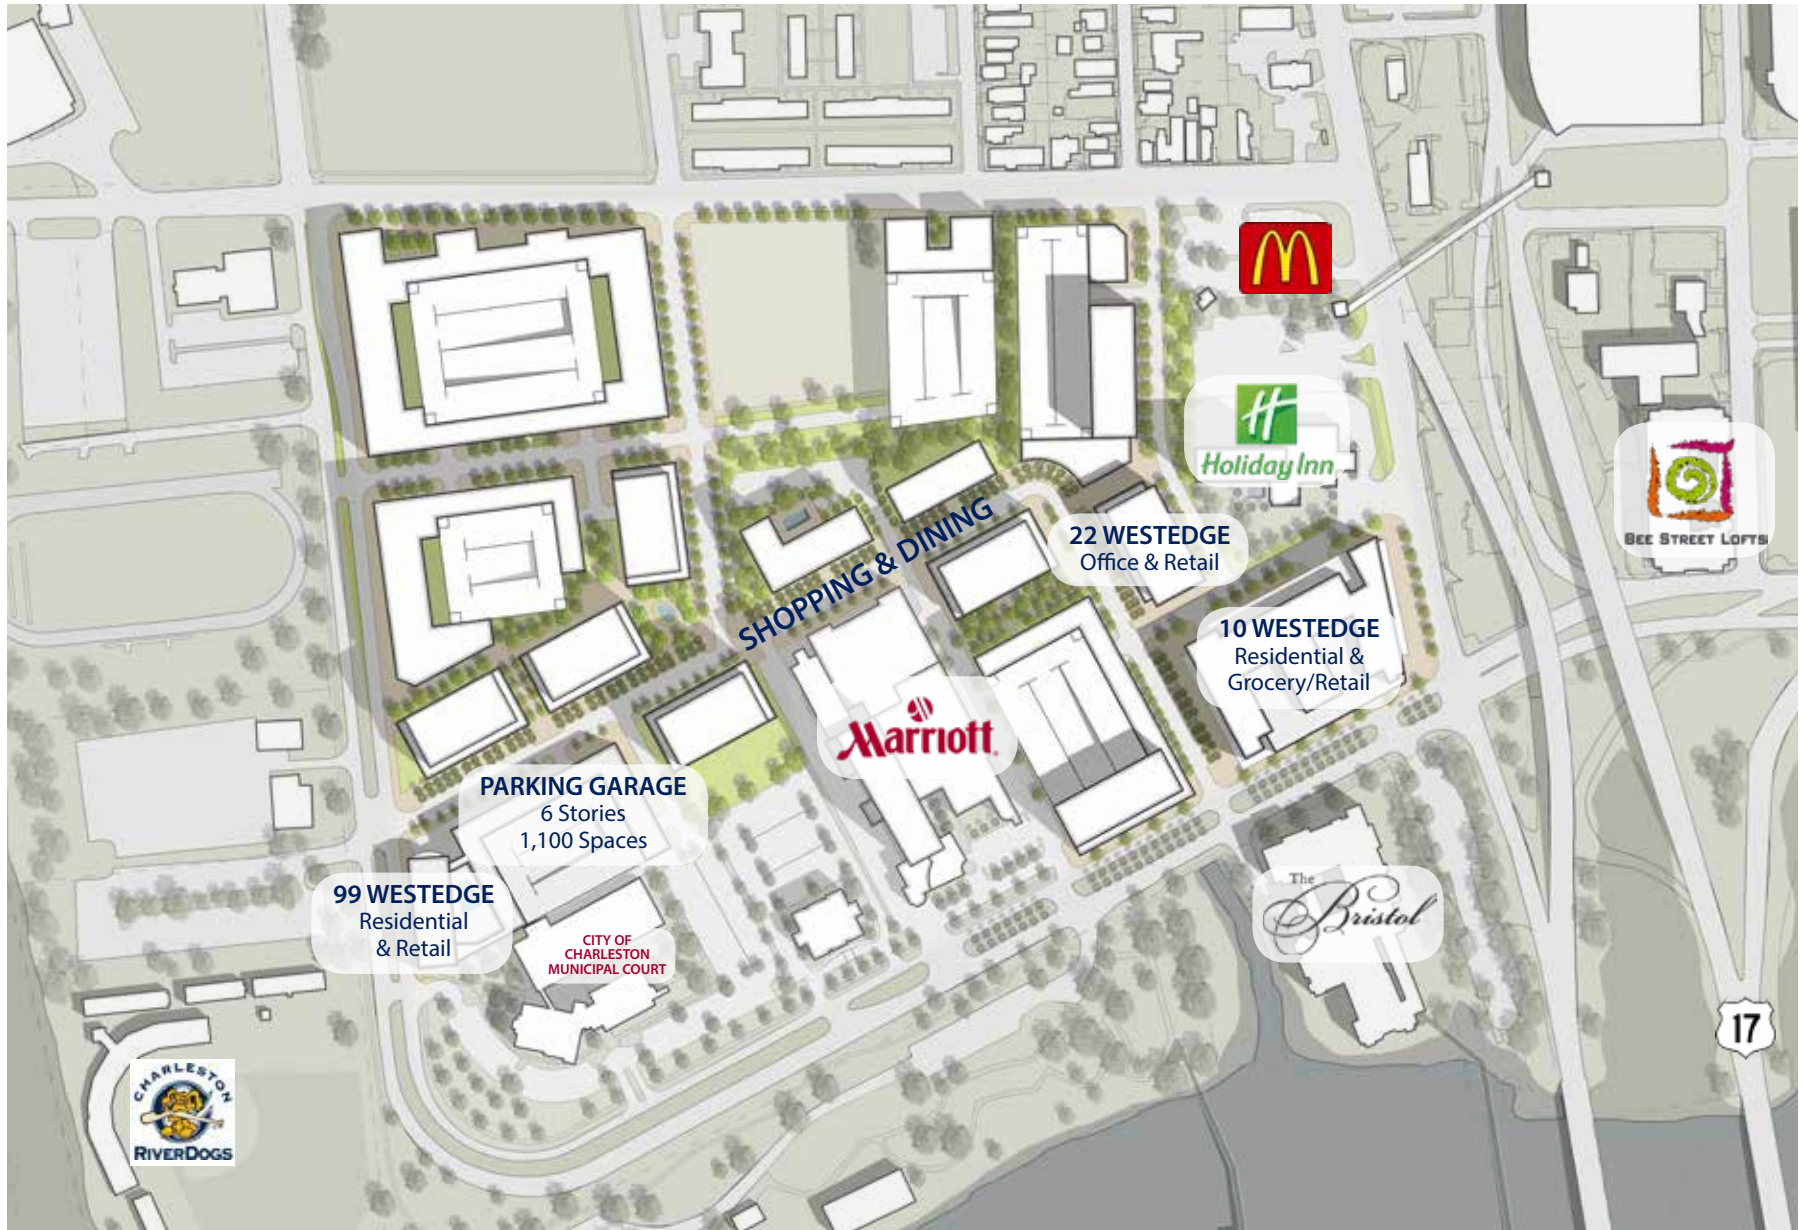 M
Holiday Inn
BEE STREET LOFTS
SHOPPING & DINING
22 WESTEDGE
Office & Retail
10 WESTEDGE
Residential &
Grocery/Retail
Marriott
PARKING GARAGE
6 Stories
1,100 Spaces
99 WESTEDGE
Residential
& Retail
CITY OF
CHARLESTON
MUNICIPAL COURT
The
Bristol
17
CHARLESTON
RIVERDOGS